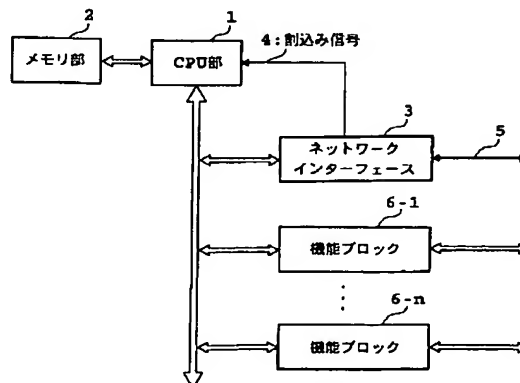 2
1
4:割込み信号
メモリ部
CPU部
3
5
ネットワーク
インターフェース
6-1
機能ブロック
6-n
機能ブロック